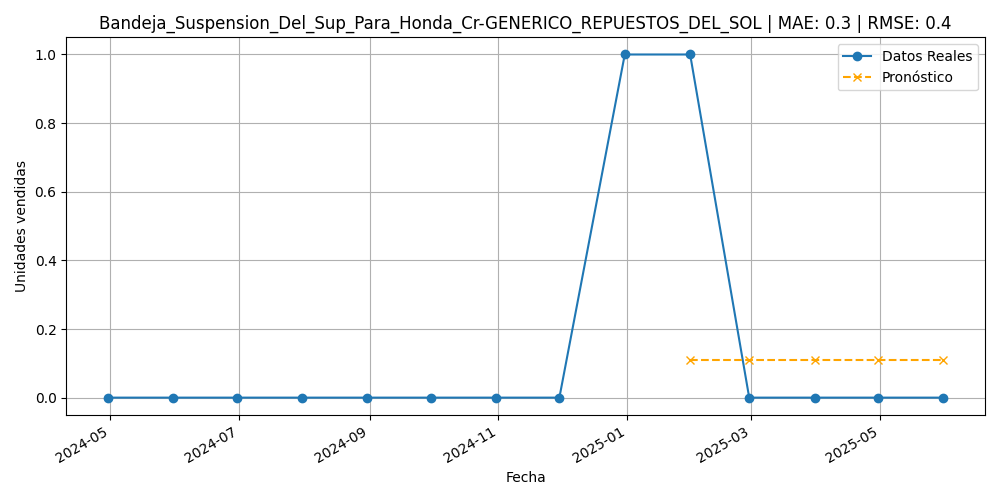 Bandeja_Suspension_Del_Sup_Para_Honda_Cr-GENERICO_REPUESTOS_DEL_SOL | MAE: 0.3 | RMSE: 0.4
Datos Reales
Pronóstico
Unidades vendidas
1.0
0.8
0.6
0.4
0.2
0.0
2024-05
2024-07
2024-09
2024-11
2025-01
2025-03
2025-05
Fecha